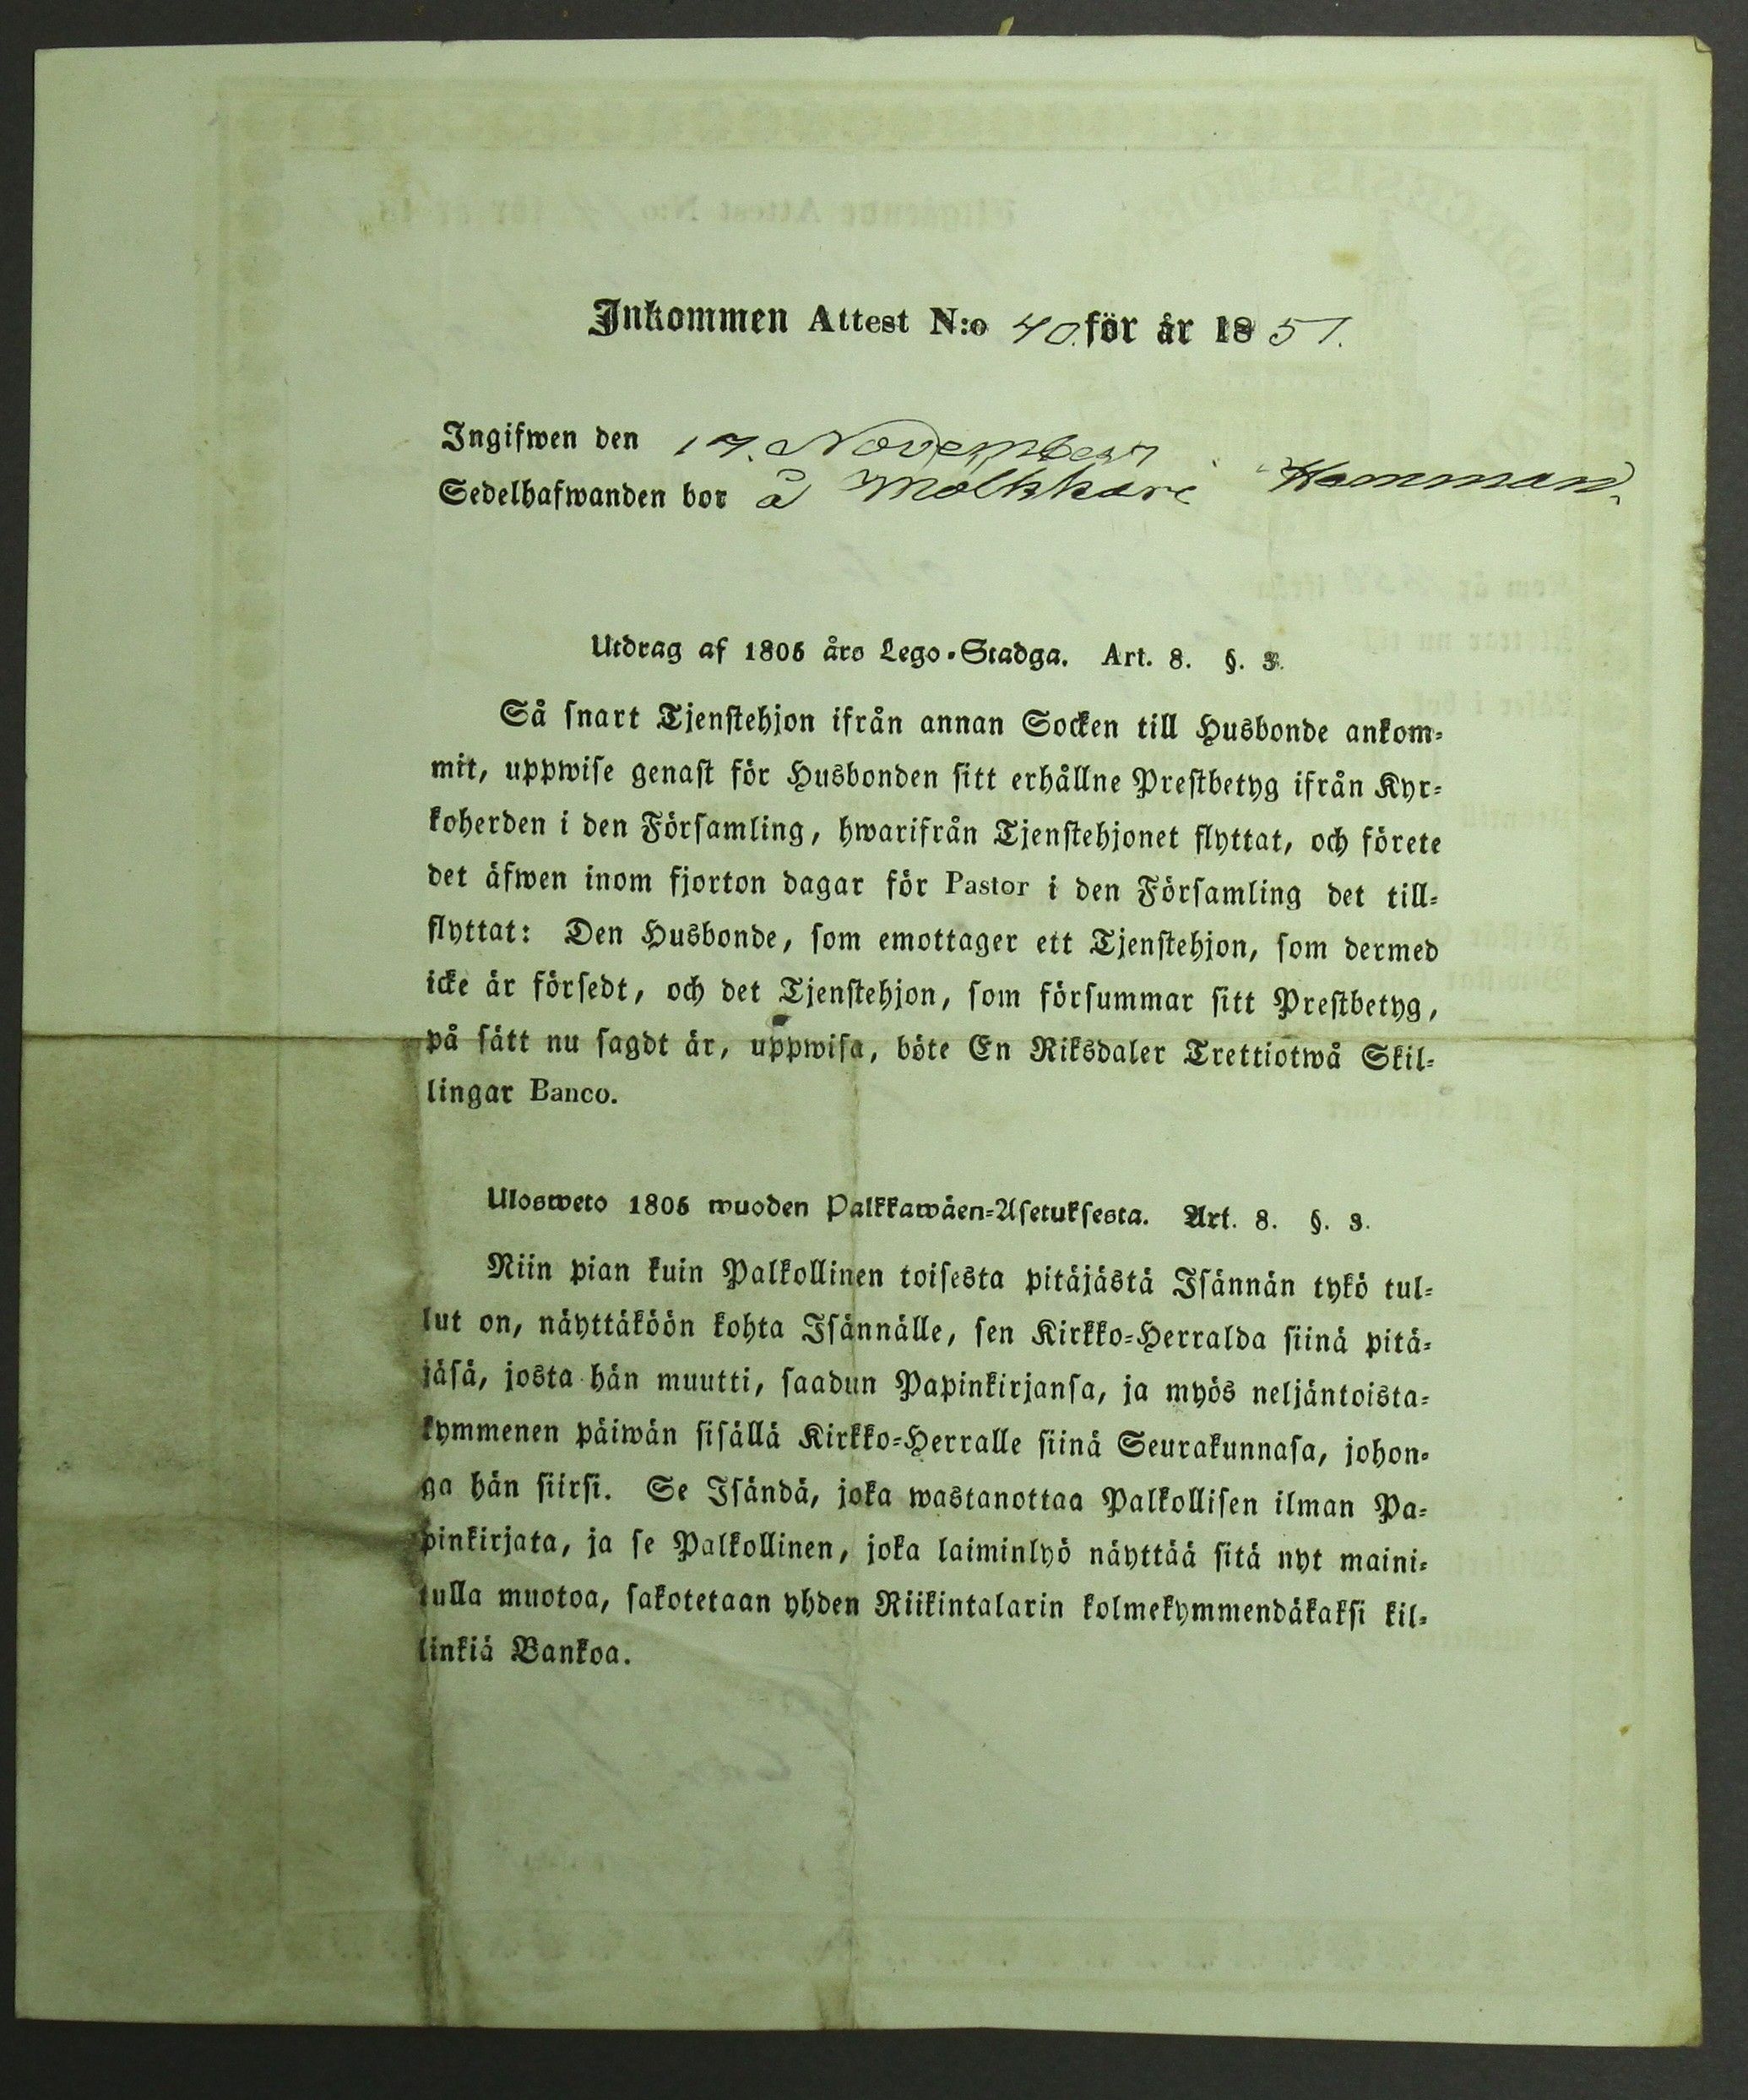 Inkommen Attest N:o 40. för år 1851.
Ingifwen den 17. November
Sedelhafwanden bor å Molkkare Hemman.
Utdrag af 1805 års Lego-Stadga. Art. 8. §. 3.
Så snart Tjenstehjon ifrån annan Socken till Husbonde ankom-
mit, uppwise genast för Husbonden sitt erhållne Prestbetyg ifrån Kyr-
koherden i den Församling, hwarifrån Tjenstehjonet flyttat, och förete
det äfwen inom fjorton dagar för Pastor i den Församling det till-
flyttat: Den Husbonde, som emottager ett Tjenstehjon, som dermed
icke är försedt, och det Tjenstehjon, som försummar sitt Prestbetyg,
på sätt nu sagdt är, uppwisa, böte En Riksdaler Trettiotwå Skil-
lingar Banco.
Ulosweto 1805 wuoden Palkkawäen-Asetuksesta. Art. 8. §. 3.
Niin pian kuin Palkollinen toisesta pitäjästä Isännän tykö tul-
lut on, näyttäköön kohta Isännälle, sen Kirkko-Herralda siinä pitä-
jäsä, josta hän muutti, saadun Papinkirjansa, ja myös neljäntoista-
kymmenen päiwän sisällä Kirkko-Herralle siinä Seurakunnasa, johon-
ga hän siirsi. Se Isändä, joka wastanottaa Palkollisen ilman Pa-
pinkirjata, ja se Palkollinen, joka laiminlyö näyttää sitä nyt maini-
tulla muotoa, sakotetaan yhden Riikintalarin kolmekymmendäkaksi kil-
linkiä Bankoa.